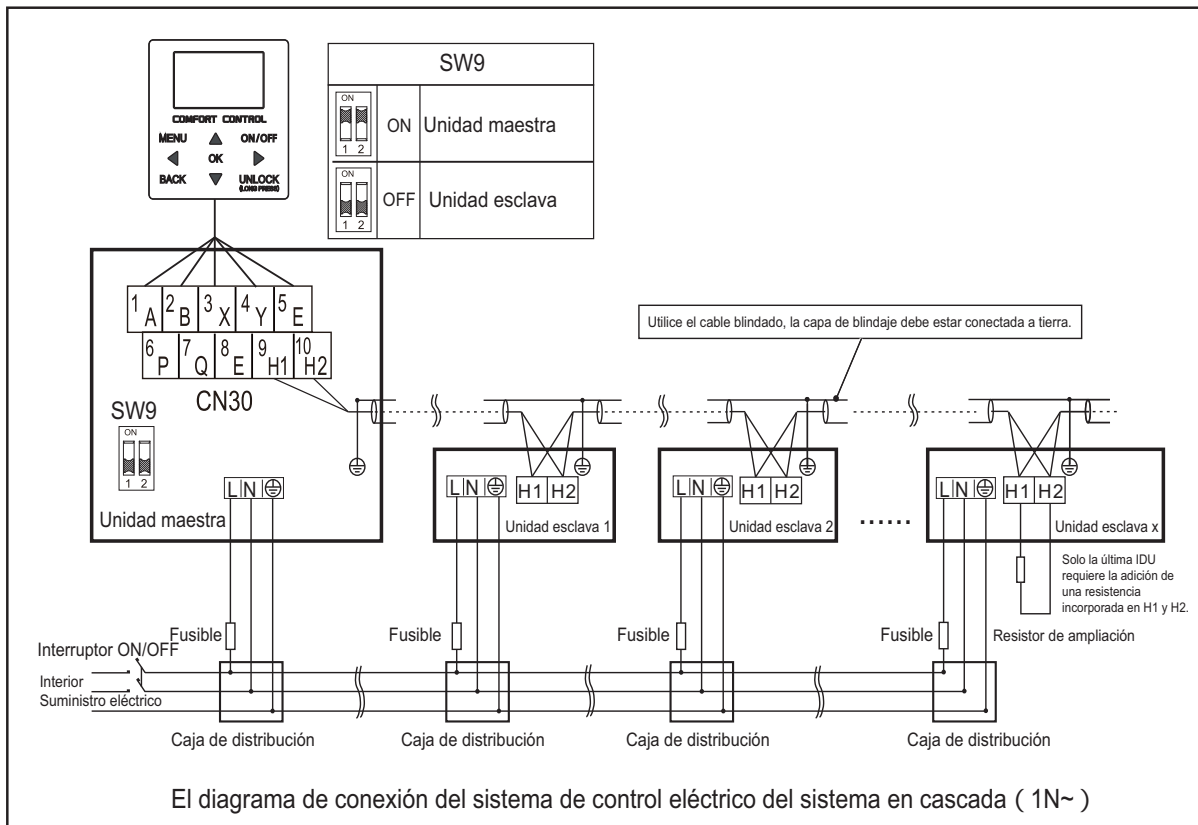 SW9
ON
1 2
ON Unidad maestra
ON
1 2
OFF Unidad esclava
COMFORT CONTROL
MENU ON/OFF
OK
BACK UNLOCK
(LONG PRESS)
1 A 2 B 3 X 4 Y 5 E
6 P 7 Q 8 E 9 H1 10 H2
CN30
SW9
ON
1 2
Utilice el cable blindado, la capa de blindaje debe estar conectada a tierra.
L N
Unidad maestra
L N H1 H2
Unidad esclava 1
L N H1 H2
Unidad esclava 2
......
L N H1 H2
Unidad esclava x
Solo la última IDU
requiere la adición de
una resistencia
incorporada en H1 y H2.
Resistor de ampliación
Fusible Fusible Fusible Fusible
Interruptor ON/OFF
Interior
Suministro eléctrico
Caja de distribución Caja de distribución Caja de distribución Caja de distribución
El diagrama de conexión del sistema de control eléctrico del sistema en cascada ( 1N~ )